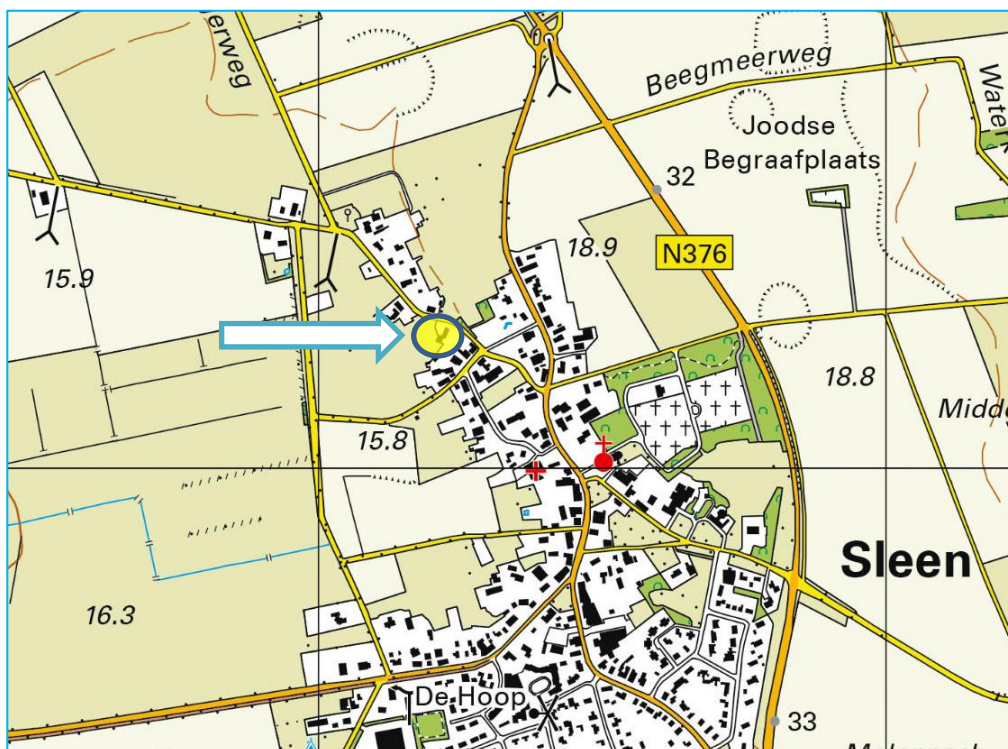 erweg
Beegmeerweg
Joodse
Begraafplaats
32
18.9
N376
15.9
18.8
15.8
Sleen
16.3
De Hoop
33